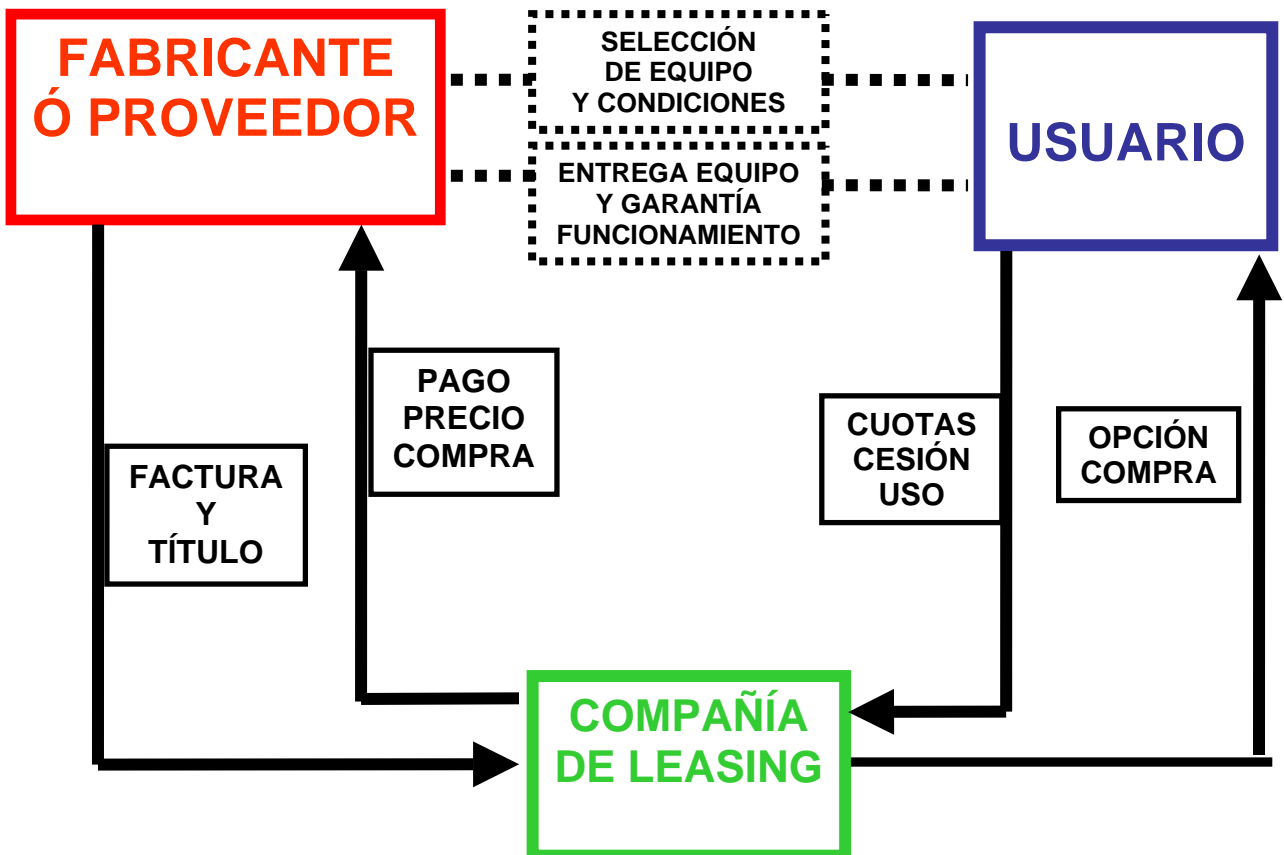 FABRICANTE
Ó PROVEEDOR
SELECCIÓN
DE EQUIPO
Y CONDICIONES
ENTREGA EQUIPO
Y GARANTÍA
FUNCIONAMIENTO
USUARIO
FACTURA
Y
TÍTULO
PAGO
PRECIO
COMPRA
CUOTAS
CESIÓN
USO
OPCIÓN
COMPRA
COMPAÑÍA
DE LEASING